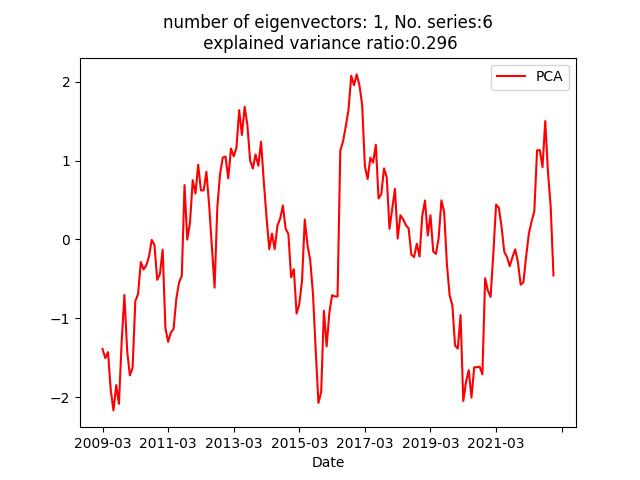 number of eigenvectors: 1, No. series:6
explained variance ratio:0.296
PCA
2
1
0
−1
−2
2009-03 2011-03 2013-03 2015-03 2017-03 2019-03 2021-03
Date